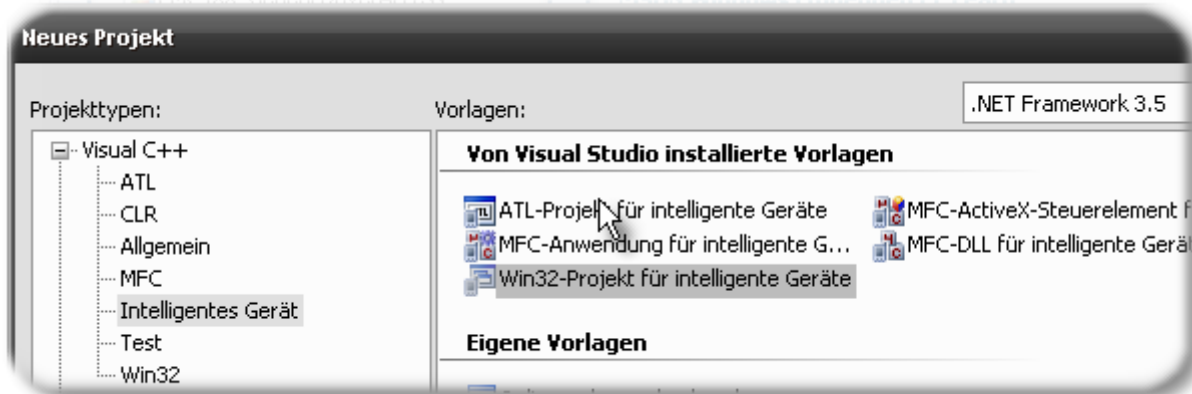 Neues Projekt
Projekttypen:
Vorlagen:
.NET Framework 3.5
Visual C++
ATL
CLR
Allgemein
MFC
Intelligentes Gerät
Test
Win32
Von Visual Studio installierte Vorlagen
ATL-Projekt für intelligente Geräte
MFC-ActiveX-Steuerelement f
MFC-Anwendung für intelligente G...
MFC-DLL für intelligente Gerä
Win32-Projekt für intelligente Geräte
Eigene Vorlagen